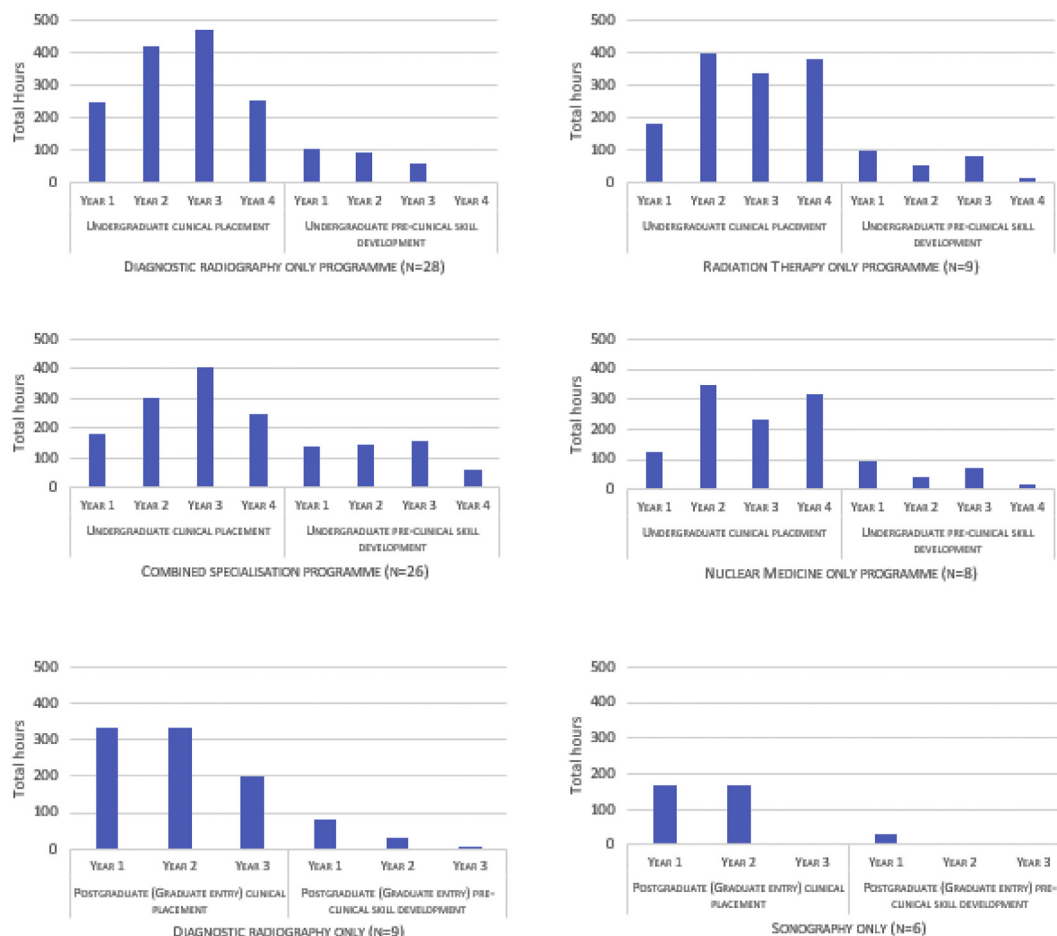 500
400
300
200
100
0
Total Hours
YEAR 1 YEAR 2 YEAR 3 YEAR 4 YEAR 1 YEAR 2 YEAR 3 YEAR 4
UNDERGRADUATE CLINICAL PLACEMENT
UNDERGRADUATE PRE-CLINICAL SKILL
DEVELOPMENT
DIAGNOSTIC RADIOGRAPHY ONLY PROGRAMME (N=28)
500
400
300
200
100
0
Total hours
YEAR 1 YEAR 2 YEAR 3 YEAR 4 YEAR 1 YEAR 2 YEAR 3 YEAR 4
UNDERGRADUATE CLINICAL PLACEMENT
UNDERGRADUATE PRE-CLINICAL SKILL
DEVELOPMENT
RADIATION THERAPY ONLY PROGRAMME (N=9)
500
400
300
200
100
0
Total hours
YEAR 1 YEAR 2 YEAR 3 YEAR 4 YEAR 1 YEAR 2 YEAR 3 YEAR 4
UNDERGRADUATE CLINICAL PLACEMENT
UNDERGRADUATE PRE-CLINICAL SKILL
DEVELOPMENT
COMBINED SPECIALISATION PROGRAMME (N=26)
500
400
300
200
100
0
Total hours
YEAR 1 YEAR 2 YEAR 3 YEAR 4 YEAR 1 YEAR 2 YEAR 3 YEAR 4
UNDERGRADUATE CLINICAL PLACEMENT
UNDERGRADUATE PRE-CLINICAL SKILL
DEVELOPMENT
NUCLEAR MEDICINE ONLY PROGRAMME (N=8)
500
400
300
200
100
0
Total hours
YEAR 1 YEAR 2 YEAR 3 YEAR 1 YEAR 2 YEAR 3
POSTGRADUATE (GRADUATE ENTRY) CLINICAL
PLACEMENT
POSTGRADUATE (GRADUATE ENTRY) PRE-
CLINICAL SKILL DEVELOPMENT
DIAGNOSTIC RADIOGRAPHY ONLY (N=9)
500
400
300
200
100
0
Total hours
YEAR 1 YEAR 2 YEAR 3 YEAR 1 YEAR 2 YEAR 3
POSTGRADUATE (GRADUATE ENTRY) CLINICAL
PLACEMENT
POSTGRADUATE (GRADUATE ENTRY) PRE-
CLINICAL SKILL DEVELOPMENT
SONOGRAPHY ONLY (N=6)